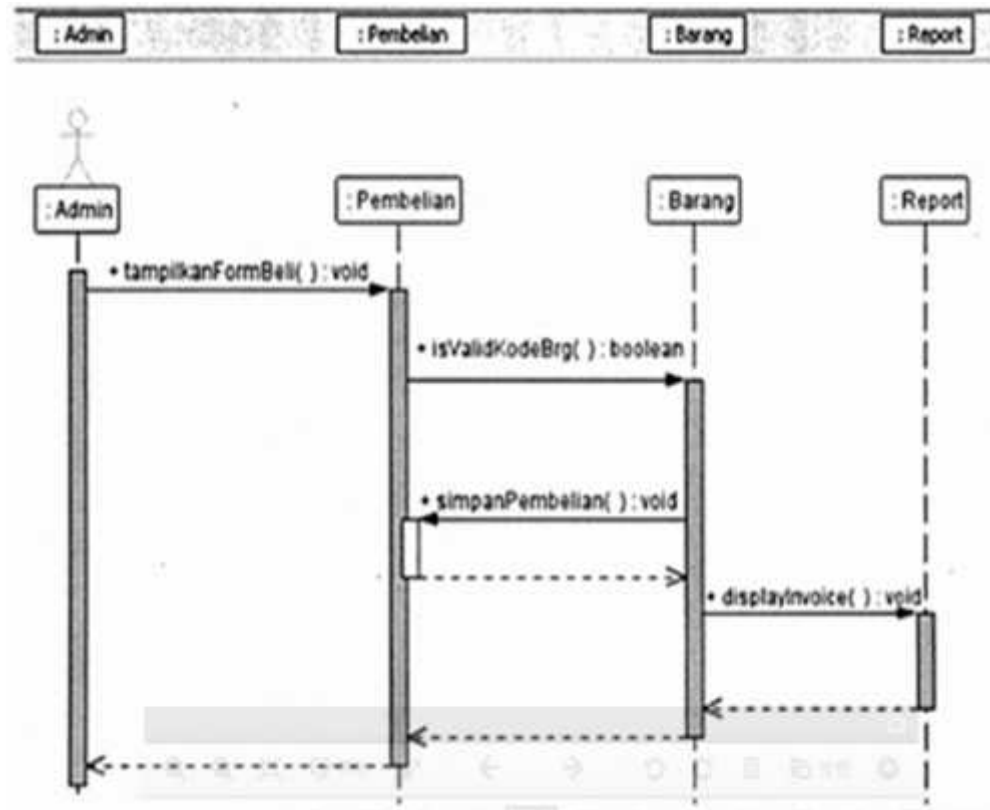 : Admin
: Pembelian
: Barang
: Report
: Admin
: Pembelian
: Barang
: Report
• tampilkanFormBeli( ) : void
• isValidKodeBrg( ) : boolean
• simpanPembelian( ) : void
• displayInvoice( ) : void